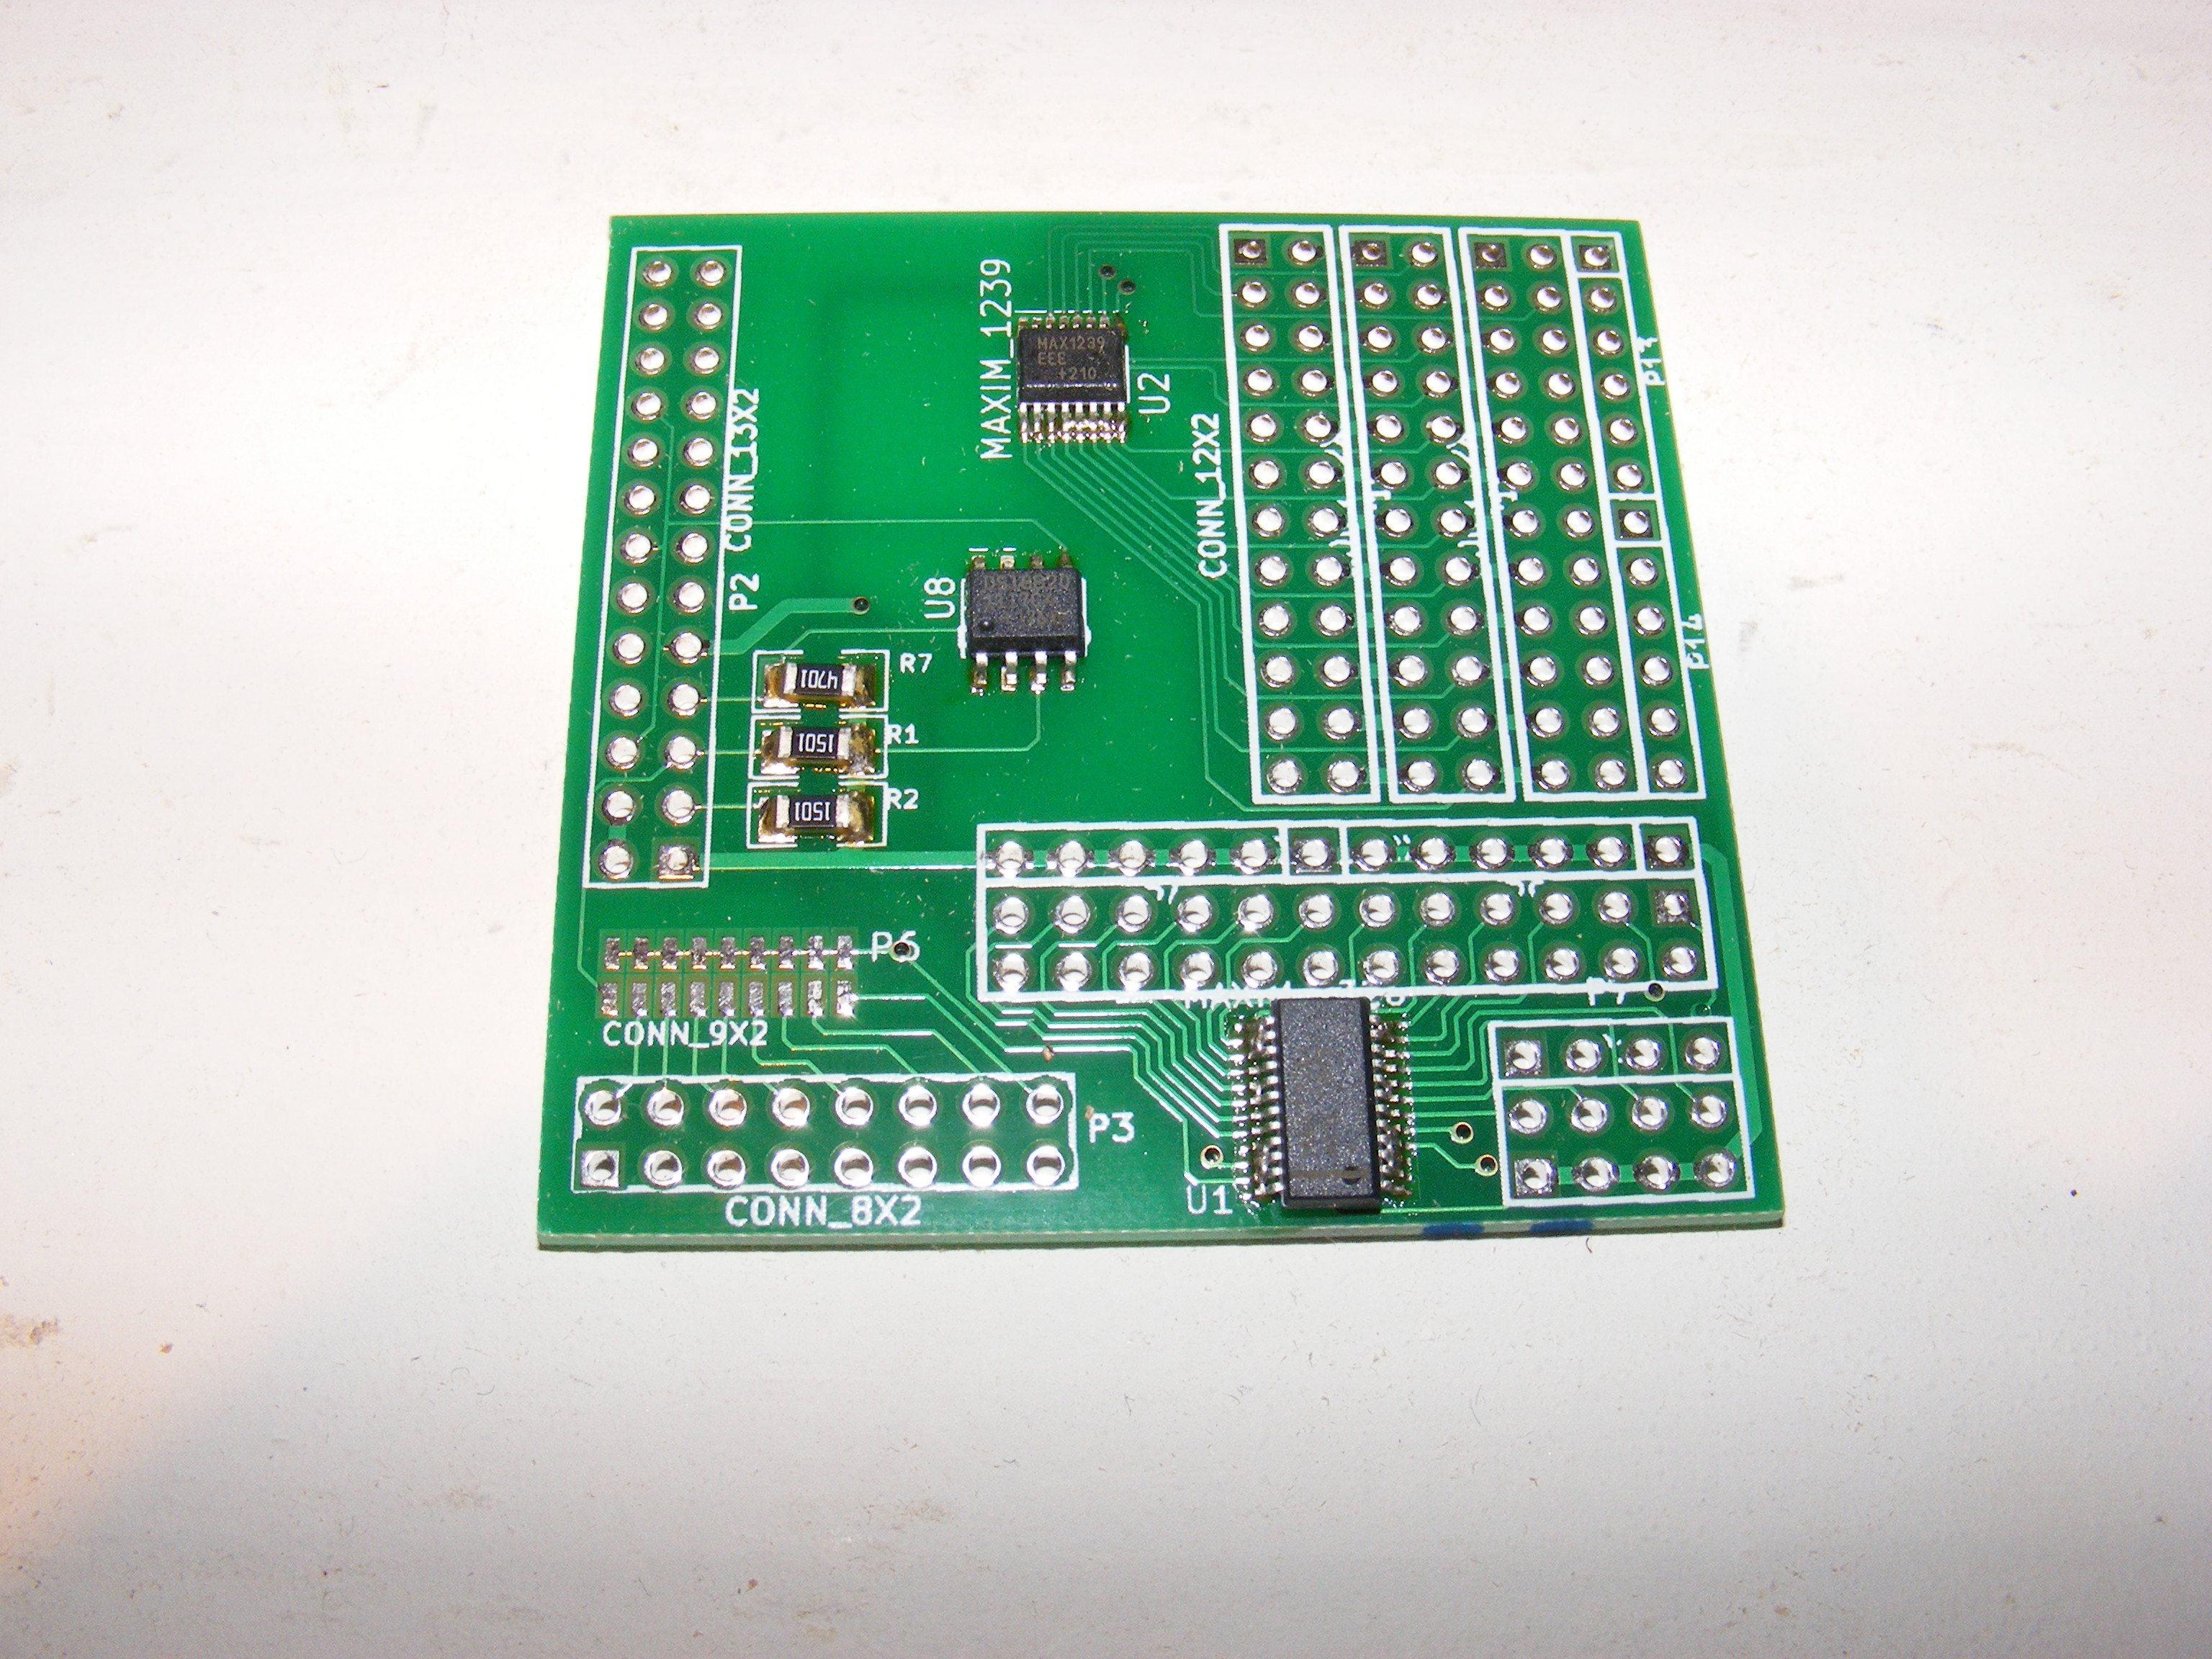 MAXIM_1239
MAX1239
EEE
+210
U2
P13
CONN_12X2
P2 CONN_13X2
U8
R7
4701
R1
1501
R2
1501
P14
P6
CONN_9X2
P3
CONN_8X2
U1